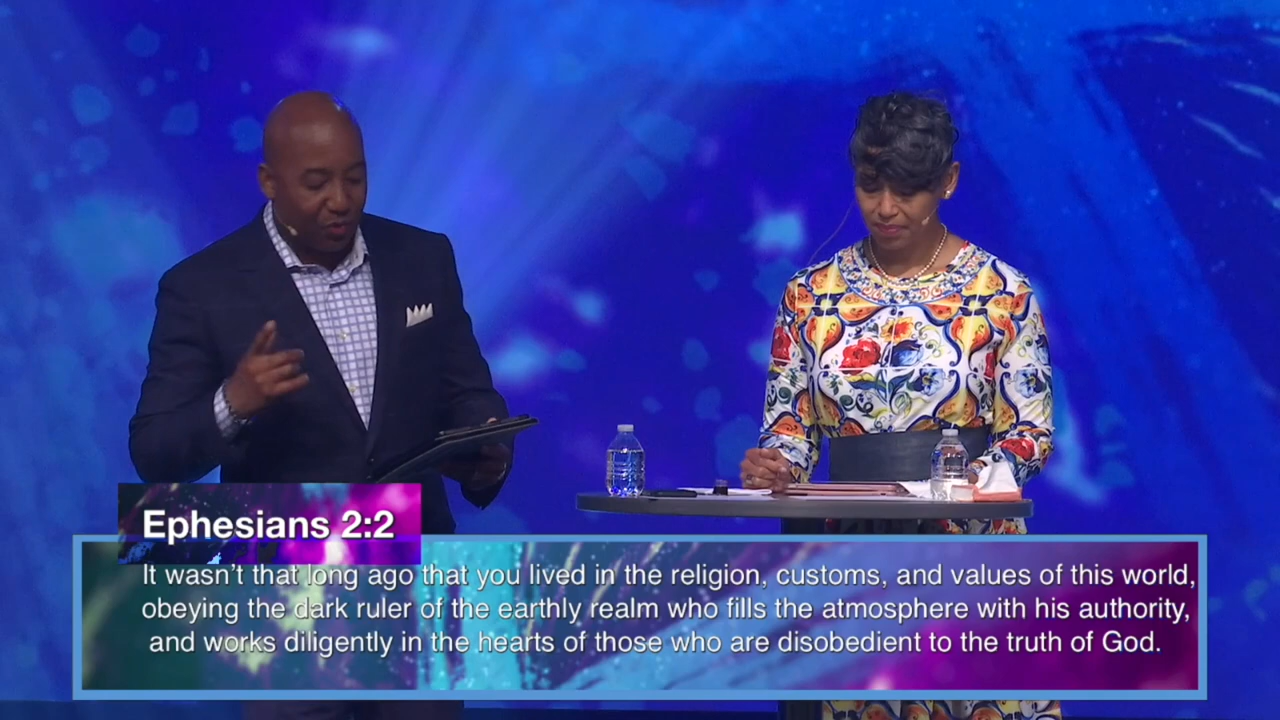 Ephesians 2:2
It wasn't that long ago that you lived in the religion, customs, and values of this world,
obeying the dark ruler of the earthly realm who fills the atmosphere with his authority,
and works diligently in the hearts of those who are disobedient to the truth of God.